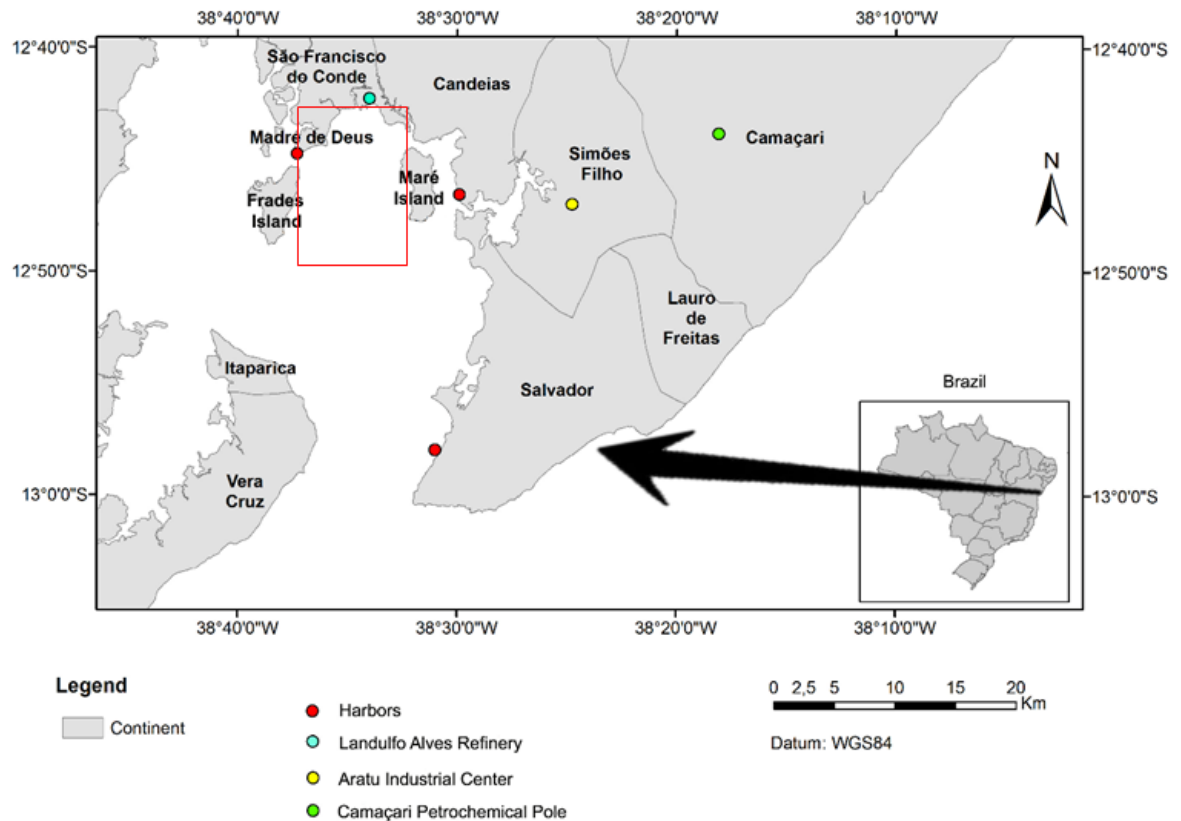 38°40'0"W 38°30'0"W 38°20'0"W 38°10'0"W
12°40'0"S
12°40'0"S
São Francisco
do Conde
Candeias
Madre de Deus
Camaçari
Simões
Filho
Maré
Island
Frades
Island
N
12°50'0"S
12°50'0"S
Lauro
de
Freitas
Itaparica
Salvador
Brazil
Vera
Cruz
13°0'0"S
13°0'0"S
38°40'0"W 38°30'0"W 38°20'0"W 38°10'0"W
Legend
Continent
Harbors
Landulfo Alves Refinery
Aratu Industrial Center
Camaçari Petrochemical Pole
0 2,5 5 10 15 20
Km
Datum: WGS84